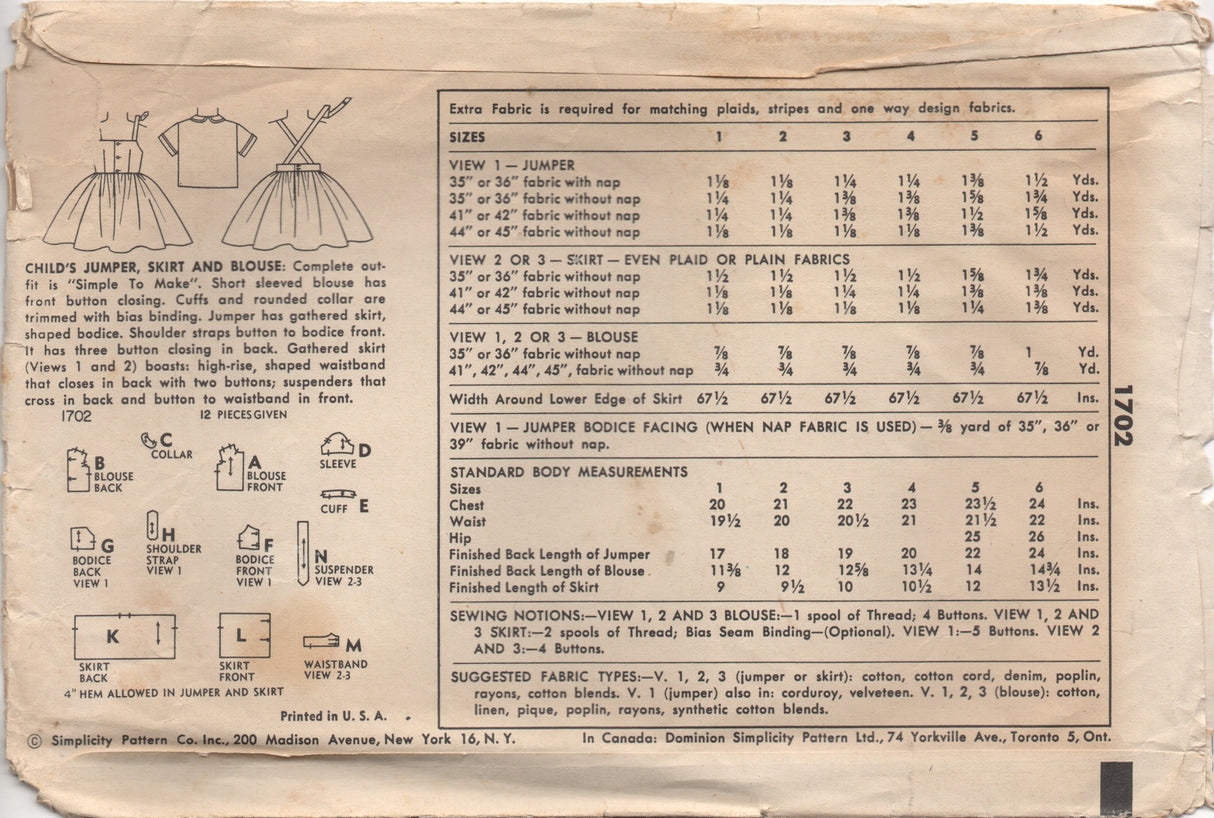 CHILD'S JUMPER, SKIRT AND BLOUSE: Complete out-
fit is "Simple To Make". Short sleeved blouse has
front button closing. Cuffs and rounded collar are
trimmed with bias binding. Jumper has gathered skirt,
shaped bodice. Shoulder straps button to bodice front.
It has three button closing in back. Gathered skirt
(Views 1 and 2) boasts: high-rise, shaped waistband
that closes in back with two buttons; suspenders that
cross in back and button to waistband in front.
1702 12 PIECES GIVEN
B
BLOUSE
BACK
C
COLLAR
A
BLOUSE
FRONT
D
SLEEVE
CUFF E
G
BODICE
BACK
VIEW 1
H
SHOULDER
STRAP
VIEW 1
F
BODICE
FRONT
VIEW 1
N
SUSPENDER
VIEW 2-3
K
SKIRT
BACK
L
SKIRT
FRONT
M
WAISTBAND
VIEW 2-3
4" HEM ALLOWED IN JUMPER AND SKIRT
Printed in U. S. A.
Extra Fabric is required for matching plaids, stripes and one way design fabrics.
SIZES 1 2 3 4 5 6
VIEW 1 — JUMPER
35" or 36" fabric with nap 1⅛ 1⅛ 1¼ 1¼ 1⅜ 1½ Yds.
35" or 36" fabric without nap 1¼ 1¼ 1⅜ 1⅜ 1⅝ 1¾ Yds.
41" or 42" fabric without nap 1¼ 1¼ 1⅜ 1⅜ 1½ 1⅝ Yds.
44" or 45" fabric without nap 1⅛ 1⅛ 1⅛ 1⅛ 1⅜ 1½ Yds.
VIEW 2 OR 3 — SKIRT — EVEN PLAID OR PLAIN FABRICS
35" or 36" fabric without nap 1½ 1½ 1½ 1½ 1⅝ 1¾ Yds.
41" or 42" fabric without nap 1⅛ 1⅛ 1¼ 1¼ 1⅜ 1⅜ Yds.
44" or 45" fabric without nap 1⅛ 1⅛ 1⅛ 1⅛ 1¼ 1⅜ Yds.
VIEW 1, 2 OR 3 — BLOUSE
35" or 36" fabric without nap ⅞ ⅞ ⅞ ⅞ ⅞ 1 Yd.
41", 42", 44", 45", fabric without nap ¾ ¾ ¾ ¾ ¾ ⅞ Yd.
Width Around Lower Edge of Skirt 67½ 67½ 67½ 67½ 67½ 67½ Ins.
VIEW 1 — JUMPER BODICE FACING (WHEN NAP FABRIC IS USED) — ⅜ yard of 35", 36" or
39" fabric without nap.
STANDARD BODY MEASUREMENTS
Sizes 1 2 3 4 5 6
Chest 20 21 22 23 23½ 24 Ins.
Waist 19½ 20 20½ 21 21½ 22 Ins.
Hip 25 26 Ins.
Finished Back Length of Jumper 17 18 19 20 22 24 Ins.
Finished Back Length of Blouse 11⅜ 12 12⅝ 13¼ 14 14¾ Ins.
Finished Length of Skirt 9 9½ 10 10½ 12 13½ Ins.
SEWING NOTIONS:—VIEW 1, 2 AND 3 BLOUSE:—1 spool of Thread; 4 Buttons. VIEW 1, 2 AND
3 SKIRT:—2 spools of Thread; Bias Seam Binding—(Optional). VIEW 1:—5 Buttons. VIEW 2
AND 3:—4 Buttons.
SUGGESTED FABRIC TYPES:—V. 1, 2, 3 (jumper or skirt): cotton, cotton cord, denim, poplin,
rayons, cotton blends. V. 1 (jumper) also in: corduroy, velveteen. V. 1, 2, 3 (blouse): cotton,
linen, pique, poplin, rayons, synthetic cotton blends.
1702
© Simplicity Pattern Co. Inc., 200 Madison Avenue, New York 16, N. Y. In Canada: Dominion Simplicity Pattern Ltd., 74 Yorkville Ave., Toronto 5, Ont.